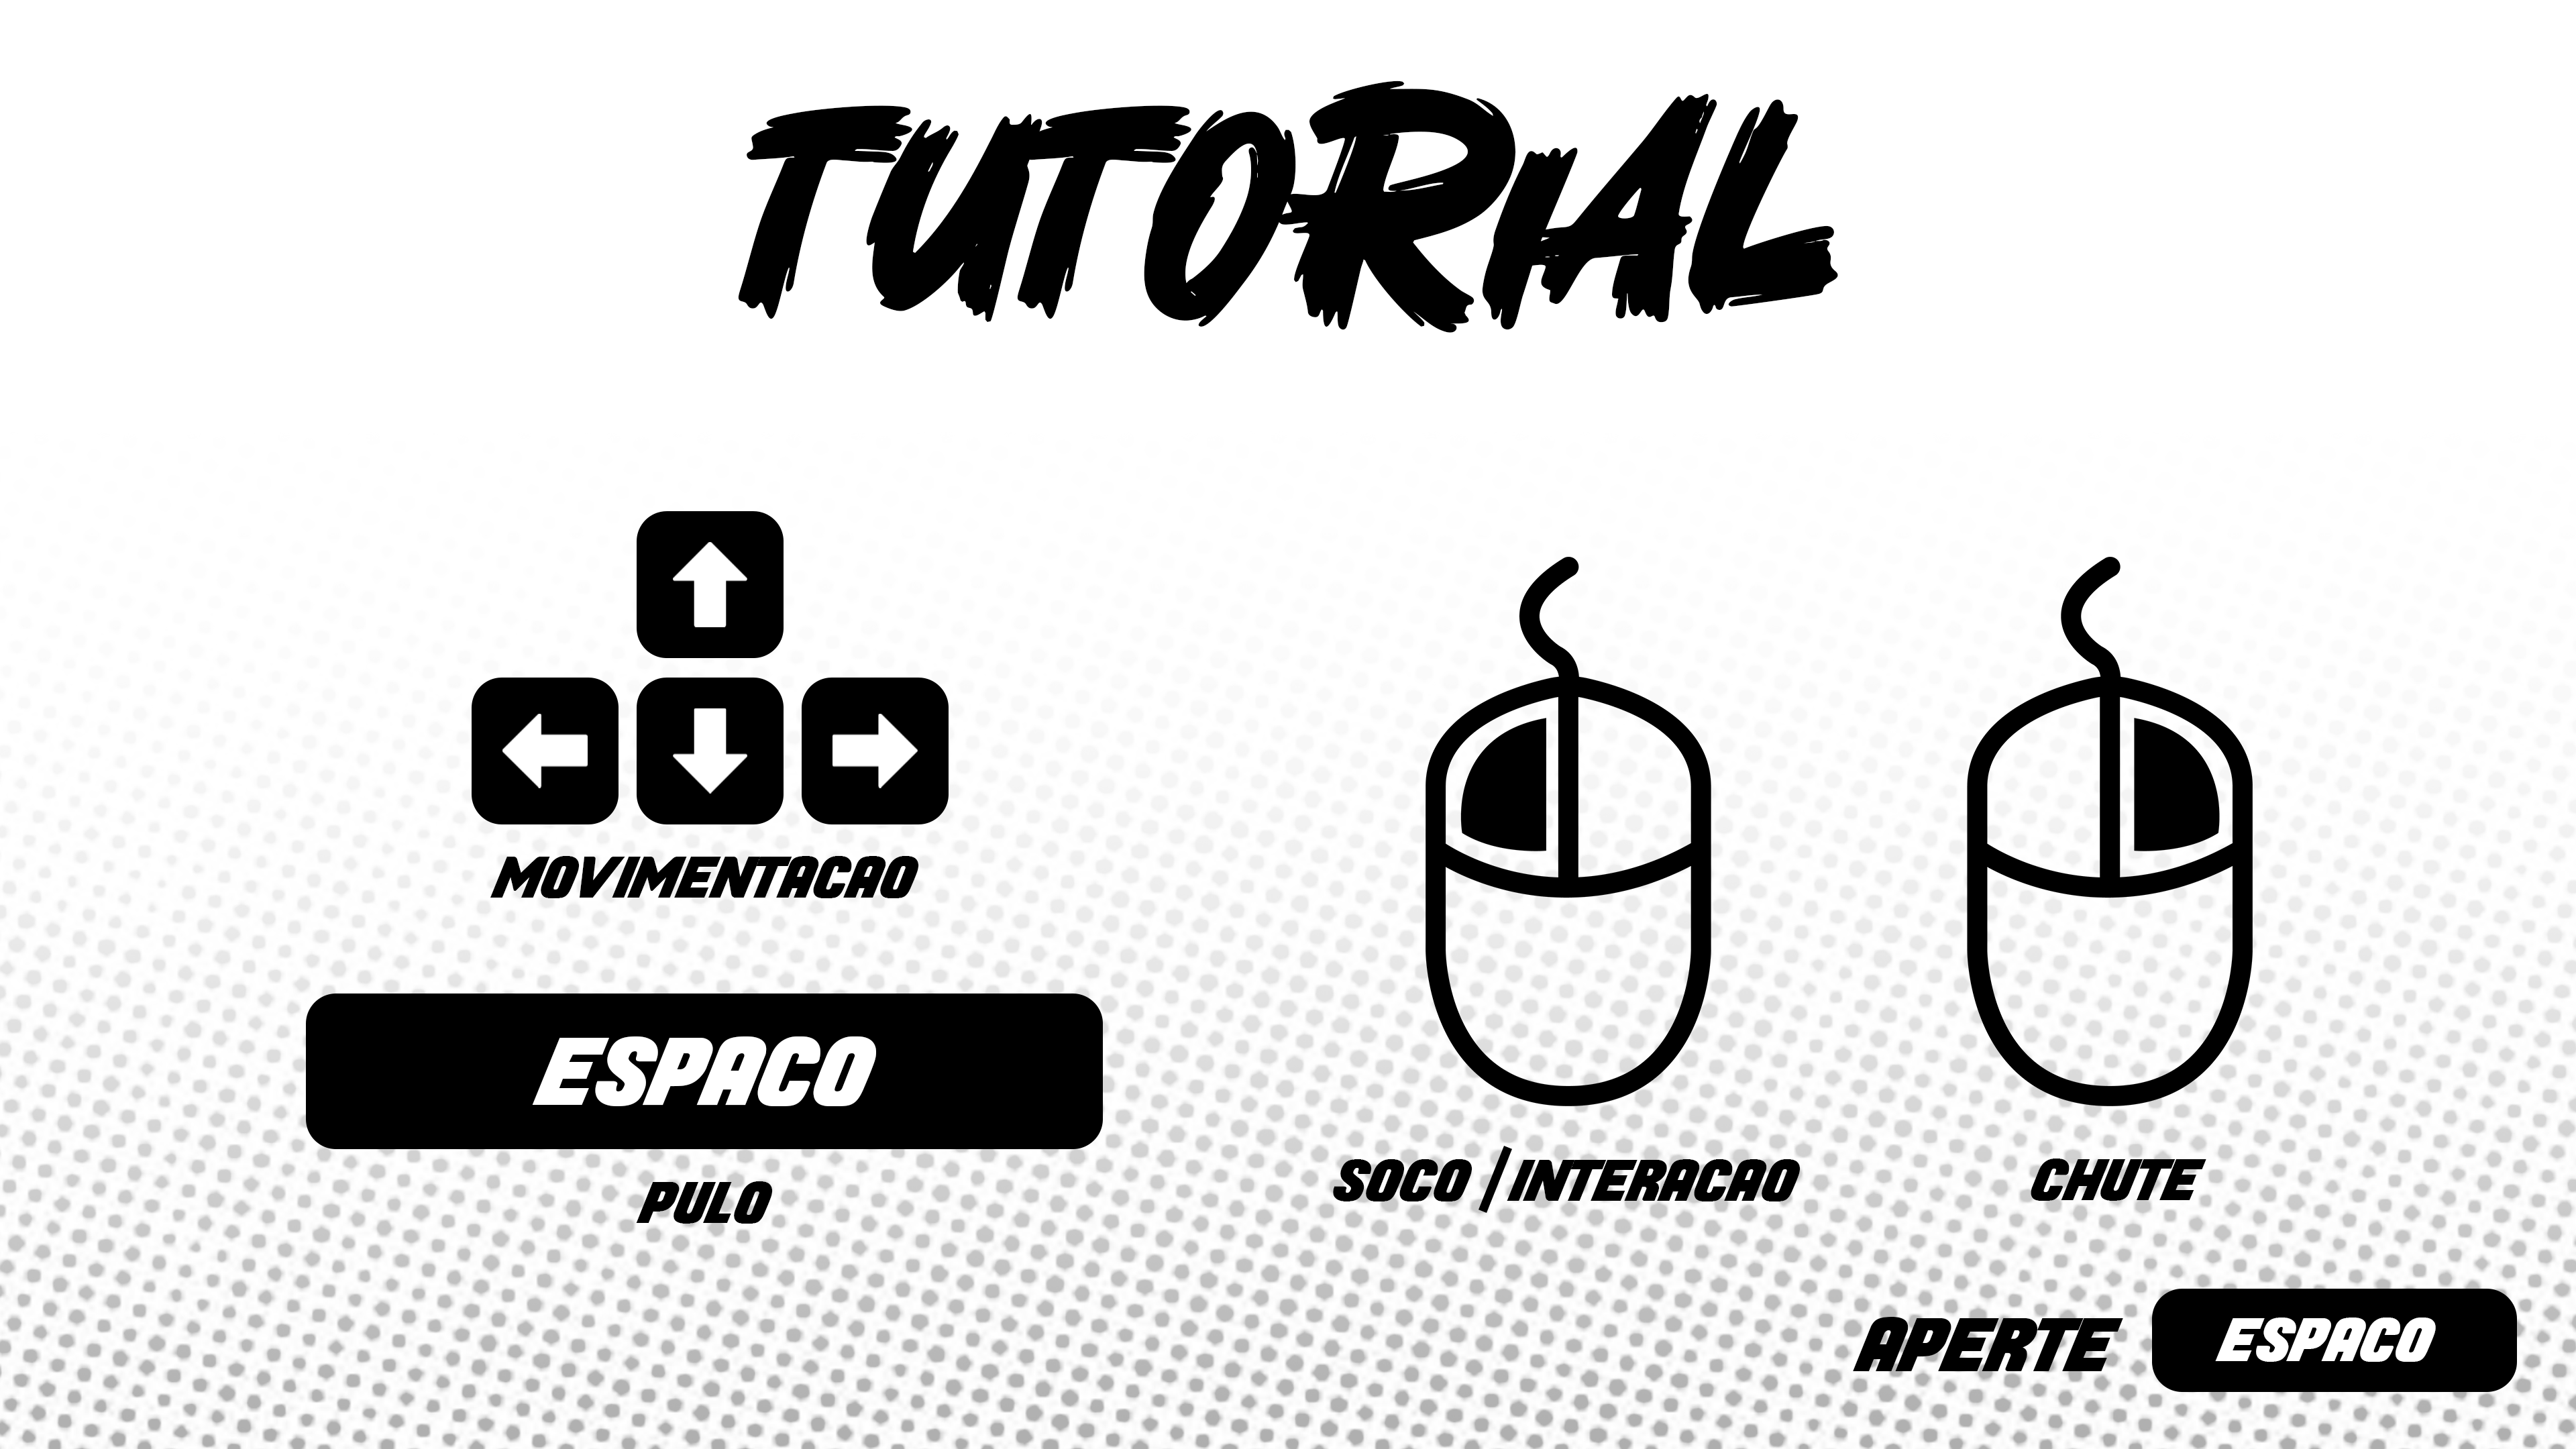 TUTORIAL
MOVIMENTACAO
ESPACO
PULO
SOCO / INTERACAO
CHUTE
APERTE ESPACO